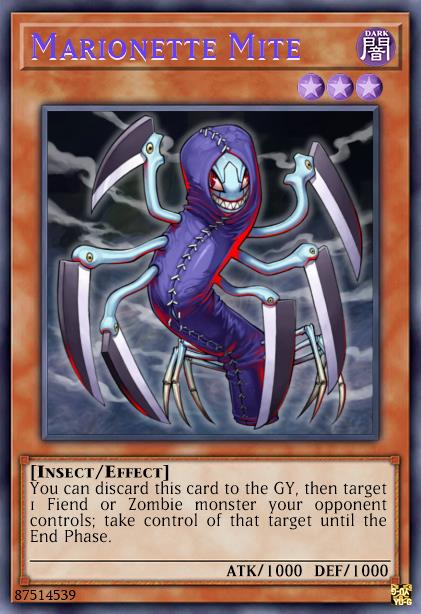 Marionette Mite
DARK
闇
[Insect/Effect]
You can discard this card to the GY, then target
1 Fiend or Zombie monster your opponent
controls; take control of that target until the
End Phase.
ATK/1000 DEF/1000
87514539